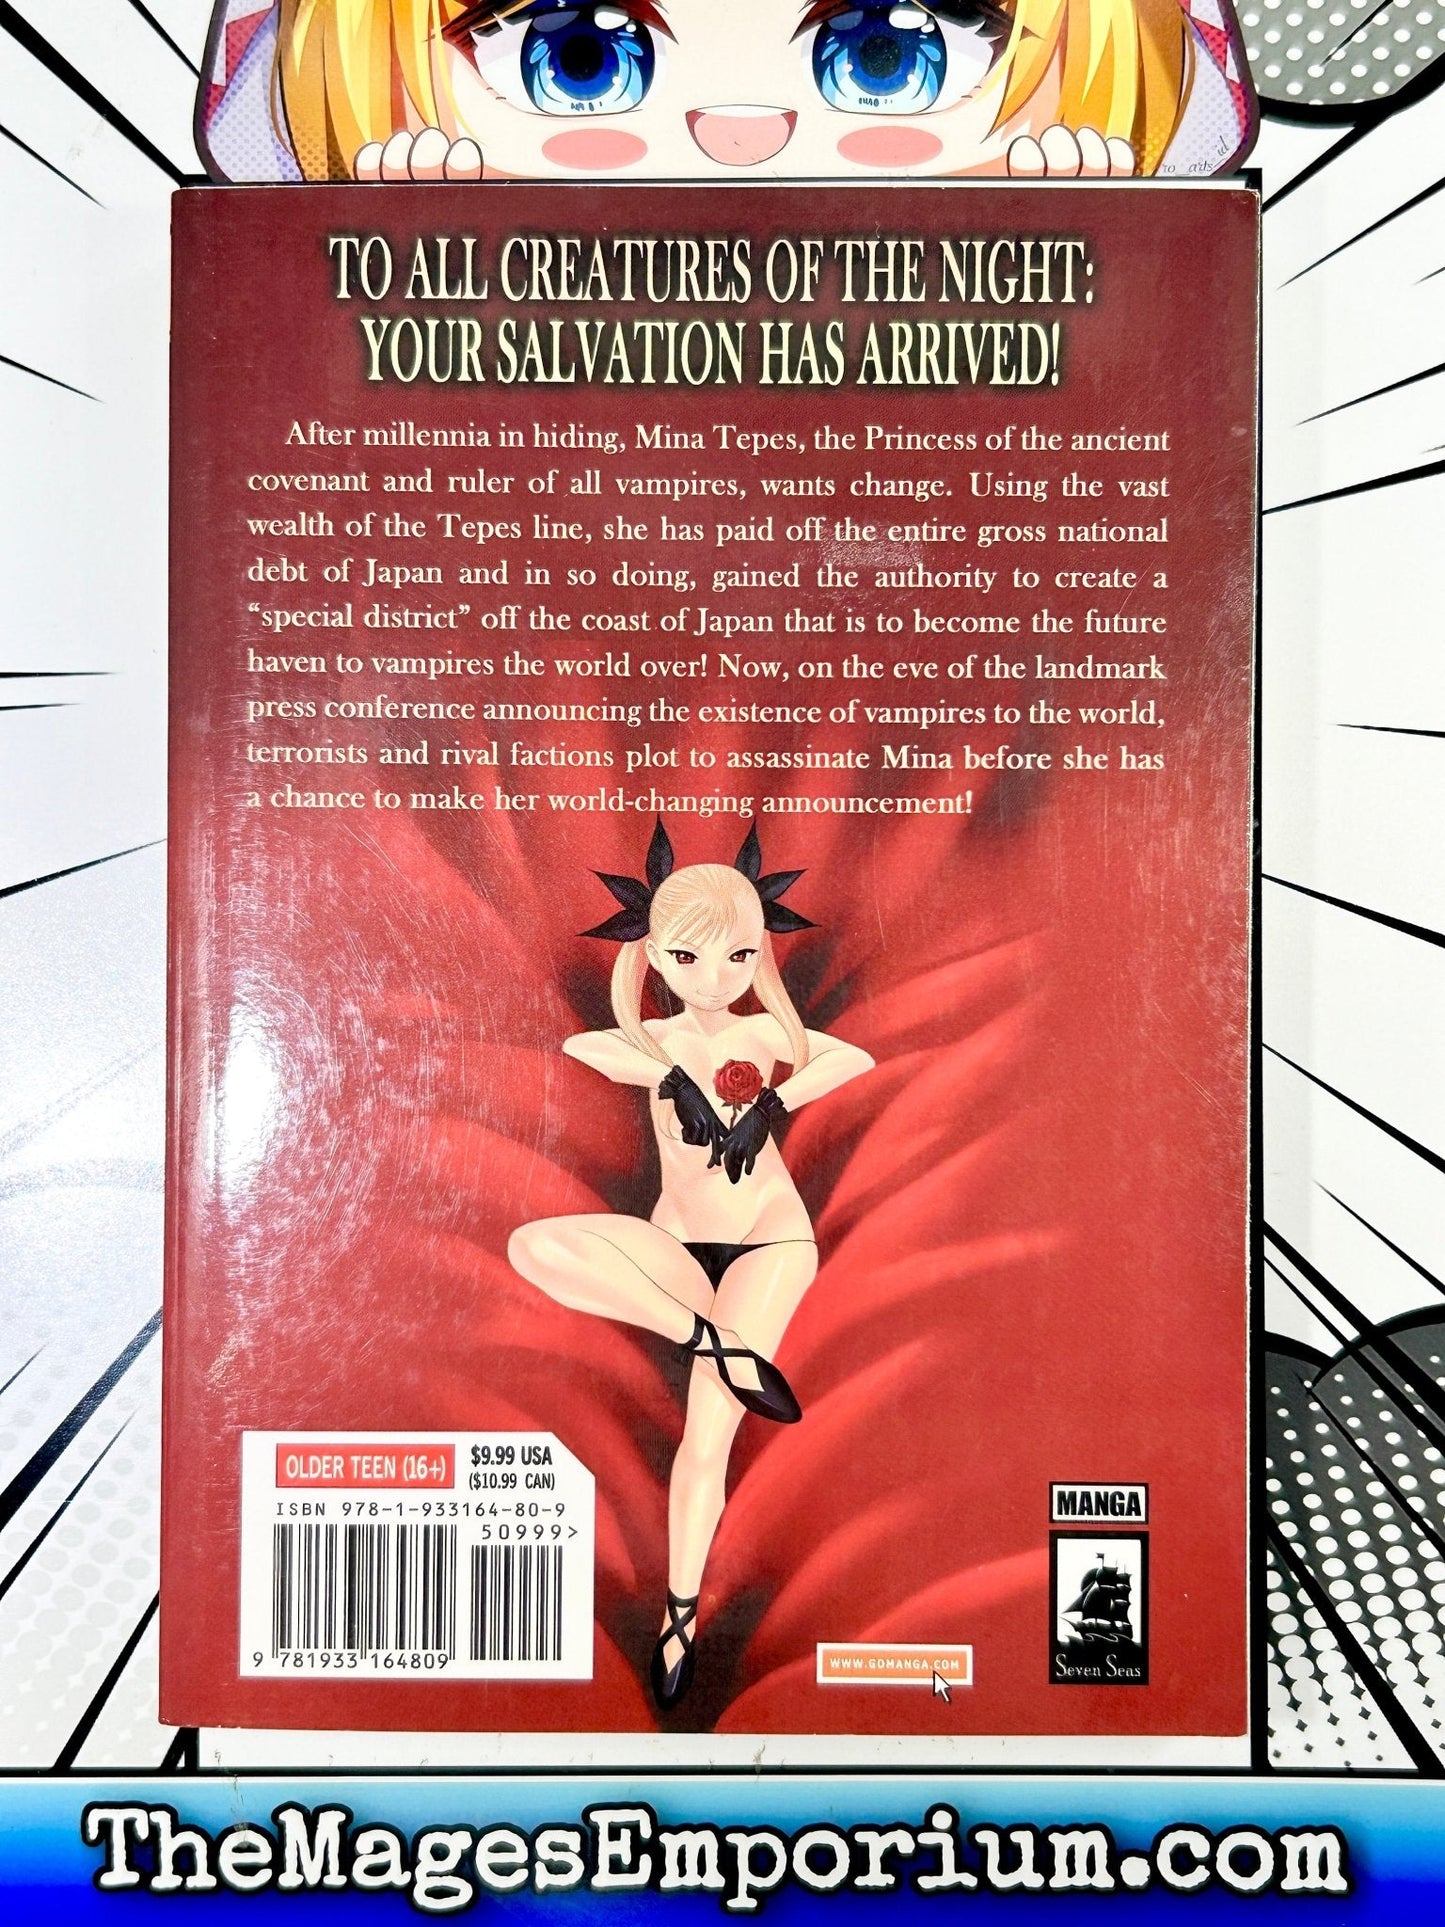 ro_arts_id
TO ALL CREATURES OF THE NIGHT:
YOUR SALVATION HAS ARRIVED!
After millennia in hiding, Mina Tepes, the Princess of the ancient
covenant and ruler of all vampires, wants change. Using the vast
wealth of the Tepes line, she has paid off the entire gross national
debt of Japan and in so doing, gained the authority to create a
“special district” off the coast of Japan that is to become the future
haven to vampires the world over! Now, on the eve of the landmark
press conference announcing the existence of vampires to the world,
terrorists and rival factions plot to assassinate Mina before she has
a chance to make her world-changing announcement!
OLDER TEEN (16+)
$9.99 USA
($10.99 CAN)
ISBN 978-1-933164-80-9
50999>
9 781933 164809
WWW.GOMANGA.COM
MANGA
Seven Seas
TheMagesEmporium.com